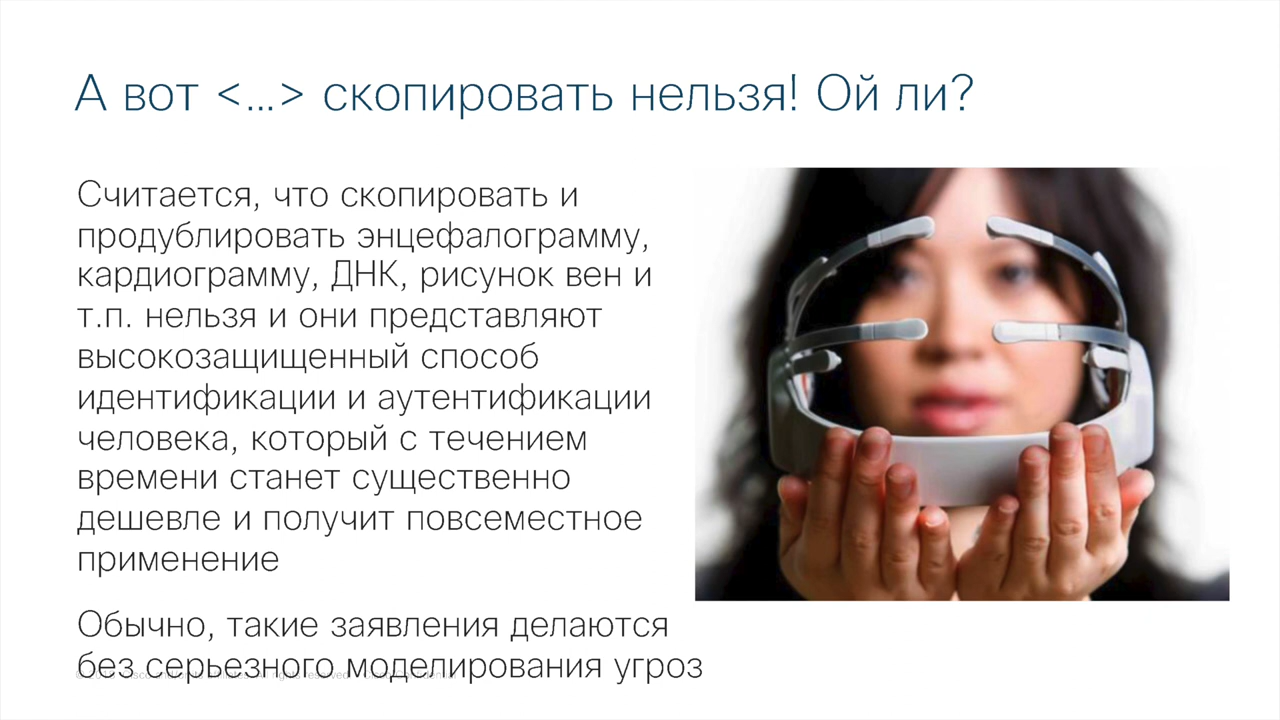 А вот <...> скопировать нельзя! Ой ли?
Считается, что скопировать и
продублировать энцефалограмму,
кардиограмму, ДНК, рисунок вен и
т.п. нельзя и они представляют
высокозащищенный способ
идентификации и аутентификации
человека, который с течением
времени станет существенно
дешевле и получит повсеместное
применение
Обычно, такие заявления делаются
без серьезного моделирования угроз